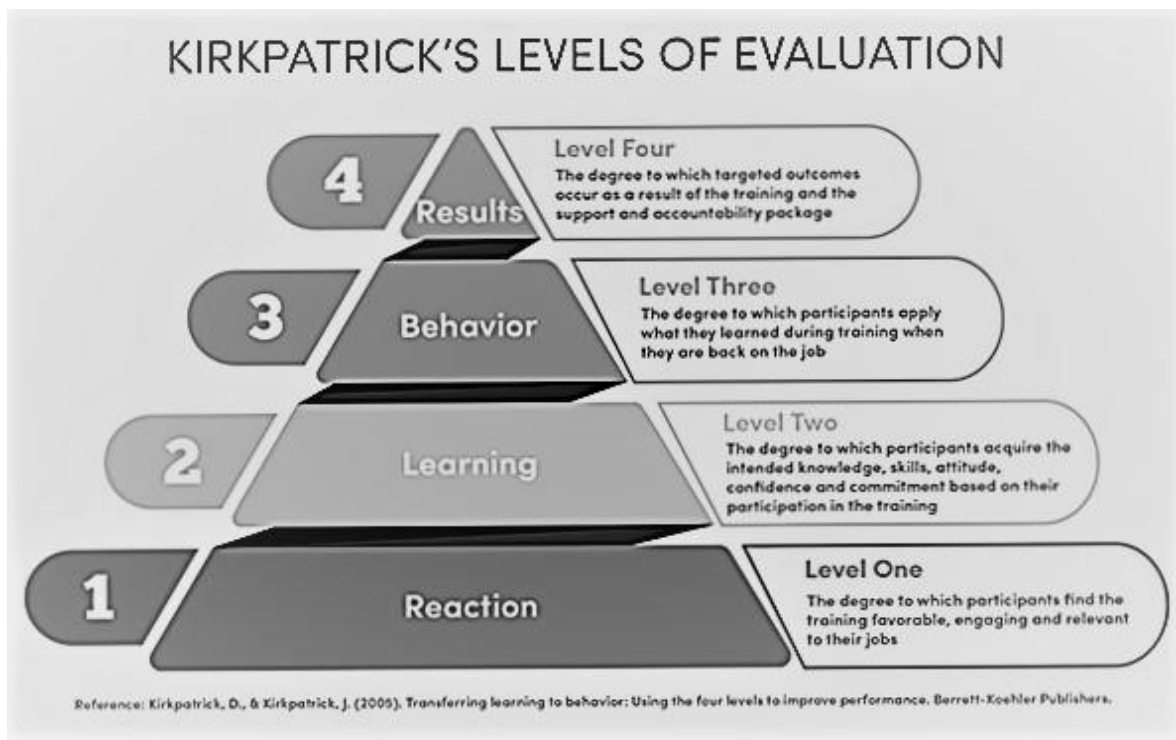 KIRKPATRICK'S LEVELS OF EVALUATION
4
Results
Level Four
The degree to which targeted outcomes
occur as a result of the training and the
support and accountability package
3
Behavior
Level Three
The degree to which participants apply
what they learned during training when
they are back on the job
2
Learning
Level Two
The degree to which participants acquire the
intended knowledge, skills, attitude,
confidence and commitment based on their
participation in the training
1
Reaction
Level One
The degree to which participants find the
training favorable, engaging and relevant
to their jobs
Reference: Kirkpatrick, D., & Kirkpatrick, J. (2005). Transferring learning to behavior: Using the four levels to improve performance. Berrett-Koehler Publishers.